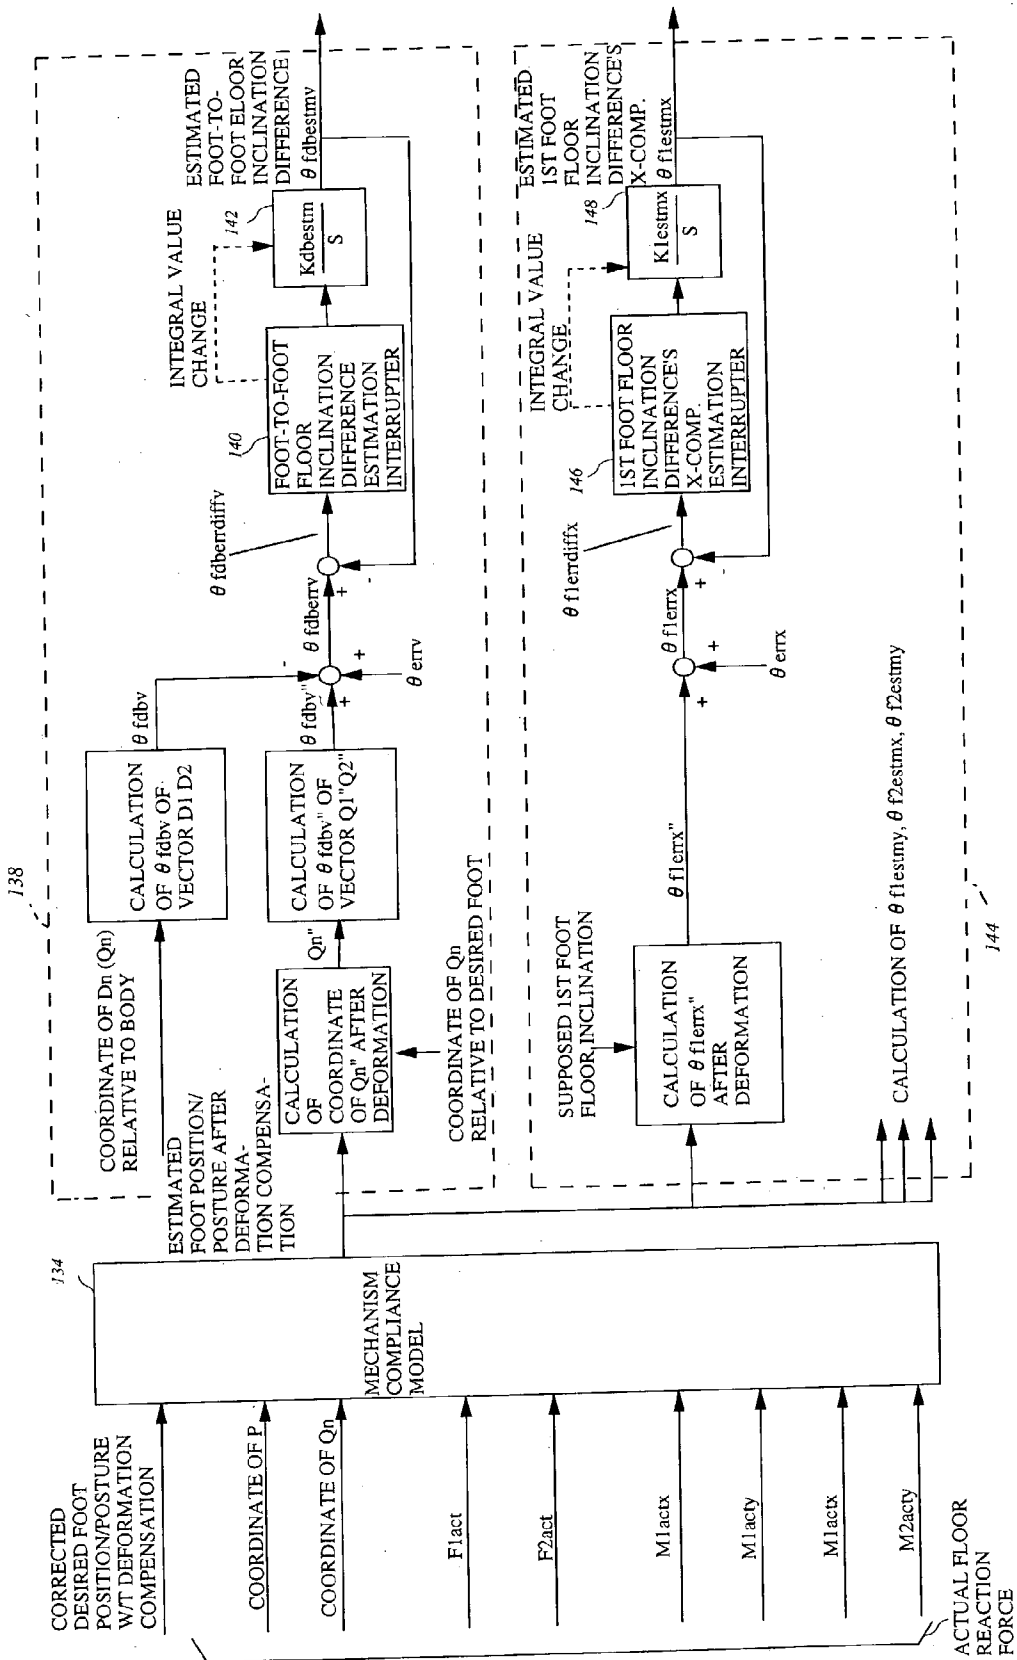 138
ESTIMATED
FOOT-TO-
FOOT ELOOR
INCLINATION
DIFFERENCE
θ fdbestmv
INTEGRAL VALUE
CHANGE
142
Kdbestm
S
140
FOOT-TO-FOOT
FLOOR
INCLINATION
DIFFERENCE
ESTIMATION
INTERRUPTER
θ fdberrdiffv
θ fdberrv
+
θ fdbv
θ fdbv"
+
+
θ errv
CALCULATION
OF θ fdbv OF
VECTOR D1 D2
CALCULATION
OF θ fdbv" OF
VECTOR Q1"Q2"
Qn"
COORDINATE OF Dn (Qn)
RELATIVE TO BODY
CALCULATION
OF
COORDINATE
OF Qn" AFTER
DEFORMATION
COORDINATE OF Qn
RELATIVE TO DESIRED FOOT
ESTIMATED
FOOT POSITION/
POSTURE AFTER
DEFORMA-
TION COMPENSA-
TION
134
MECHANISM
COMPLIANCE
MODEL
CORRECTED
DESIRED FOOT
POSITION/POSTURE
W/T DEFORMATION
COMPENSATION
COORDINATE OF P
COORDINATE OF Qn
F1act
F2act
M1actx
M1acty
M1actx
M2acty
ACTUAL FLOOR
REACTION
FORCE
SUPPOSED 1ST FOOT
FLOOR INCLINATION
CALCULATION
OF θ f1errx"
AFTER
DEFORMATION
θ f1errx"
+
+
θ errx
θ f1errx
+
θ f1errdiffx
146
1ST FOOT FLOOR
INCLINATION
DIFFERENCE'S
X-COMP.
ESTIMATION
INTERRUPTER
INTEGRAL VALUE
CHANGE
148
K1estmx
S
ESTIMATED
1ST FOOT
FLOOR
INCLINATION
DIFFERENCE'S
X-COMP.
θ f1estmx
CALCULATION OF θ f1estmy, θ f2estmx, θ f2estmy
144